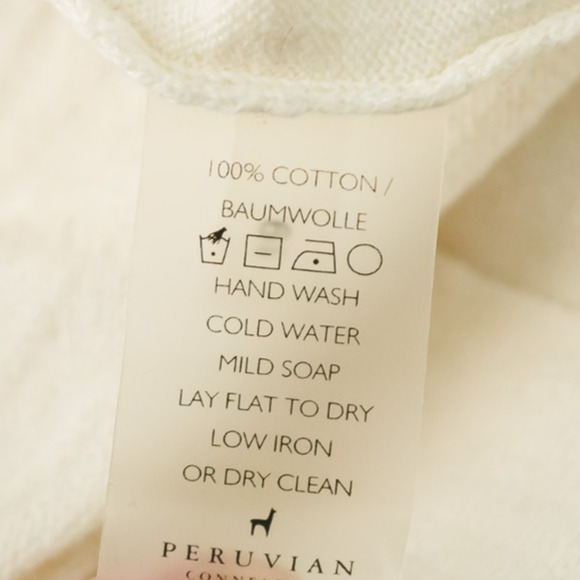 100% COTTON /
BAUMWOLLE
HAND WASH
COLD WATER
MILD SOAP
LAY FLAT TO DRY
LOW IRON
OR DRY CLEAN
PERUVIAN